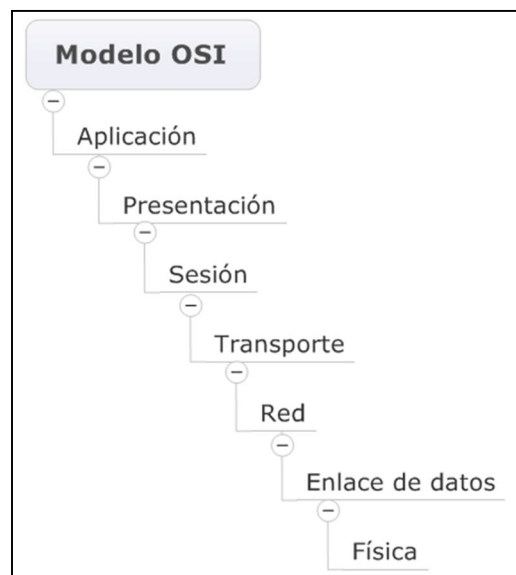 Modelo OSI
Aplicación
Presentación
Sesión
Transporte
Red
Enlace de datos
Física